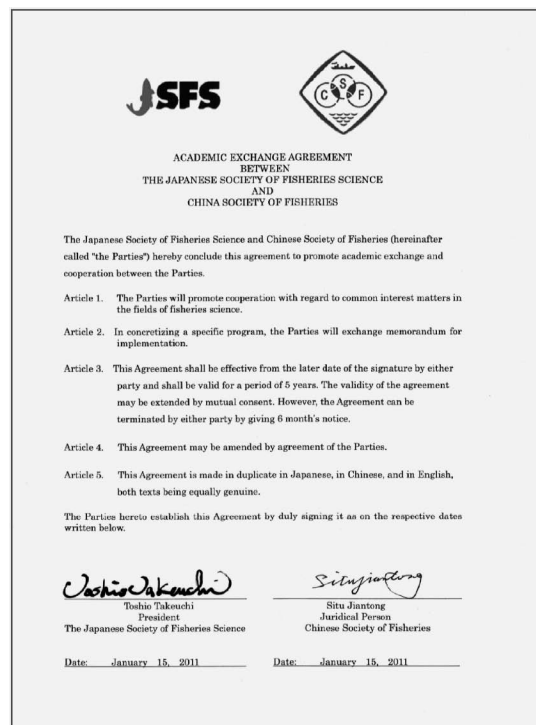 JSFS
C S F
ACADEMIC EXCHANGE AGREEMENT
BETWEEN
THE JAPANESE SOCIETY OF FISHERIES SCIENCE
AND
CHINA SOCIETY OF FISHERIES
The Japanese Society of Fisheries Science and Chinese Society of Fisheries (hereinafter
called "the Parties") hereby conclude this agreement to promote academic exchange and
cooperation between the Parties.
Article 1. The Parties will promote cooperation with regard to common interest matters in
the fields of fisheries science.
Article 2. In concretizing a specific program, the Parties will exchange memorandum for
implementation.
Article 3. This Agreement shall be effective from the later date of the signature by either
party and shall be valid for a period of 5 years. The validity of the agreement
may be extended by mutual consent. However, the Agreement can be
terminated by either party by giving 6 month's notice.
Article 4. This Agreement may be amended by agreement of the Parties.
Article 5. This Agreement is made in duplicate in Japanese, in Chinese, and in English,
both texts being equally genuine.
The Parties hereto establish this Agreement by duly signing it as on the respective dates
written below.
Toshio Takeuchi Situ jiantong
Toshio Takeuchi Situ Jiantong
President Juridical Person
The Japanese Society of Fisheries Science Chinese Society of Fisheries
Date: January 15, 2011 Date: January 15, 2011